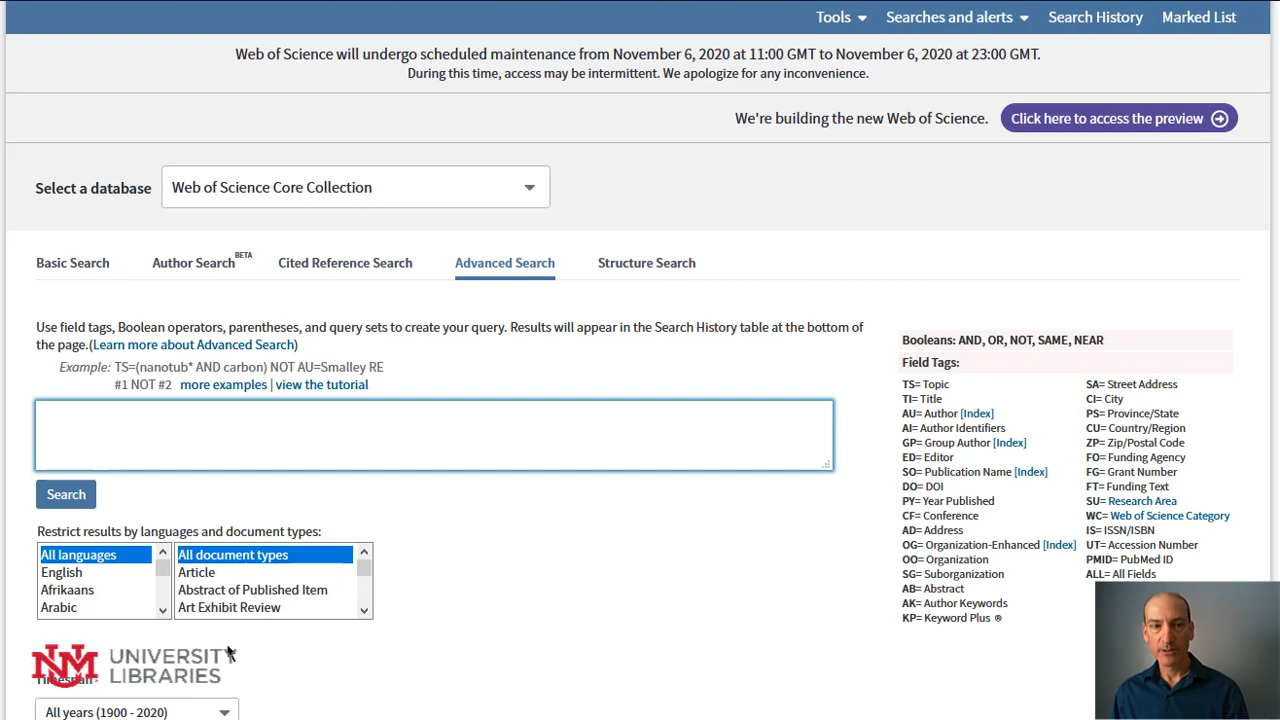 Tools Searches and alerts Search History Marked List
Web of Science will undergo scheduled maintenance from November 6, 2020 at 11:00 GMT to November 6, 2020 at 23:00 GMT.
During this time, access may be intermittent. We apologize for any inconvenience.
We're building the new Web of Science. Click here to access the preview
Select a database Web of Science Core Collection
Basic Search Author Search BETA Cited Reference Search Advanced Search Structure Search
Use field tags, Boolean operators, parentheses, and query sets to create your query. Results will appear in the Search History table at the bottom of
the page.(Learn more about Advanced Search)
Example: TS=(nanotub* AND carbon) NOT AU=Smalley RE
#1 NOT #2 more examples | view the tutorial
Search
Restrict results by languages and document types:
All languages All document types
English Article
Afrikaans Abstract of Published Item
Arabic Art Exhibit Review
NM UNIVERSITY
LIBRARIES
Timespan
All years (1900 - 2020)
Booleans: AND, OR, NOT, SAME, NEAR
Field Tags:
TS= Topic
TI= Title
AU= Author [Index]
AI= Author Identifiers
GP= Group Author [Index]
ED= Editor
SO= Publication Name [Index]
DO= DOI
PY= Year Published
CF= Conference
AD= Address
OG= Organization-Enhanced [Index]
OO= Organization
SG= Suborganization
AB= Abstract
AK= Author Keywords
KP= Keyword Plus ®
SA= Street Address
CI= City
PS= Province/State
CU= Country/Region
ZP= Zip/Postal Code
FO= Funding Agency
FG= Grant Number
FT= Funding Text
SU= Research Area
WC= Web of Science Category
IS= ISSN/ISBN
UT= Accession Number
PMID= PubMed ID
ALL= All Fields